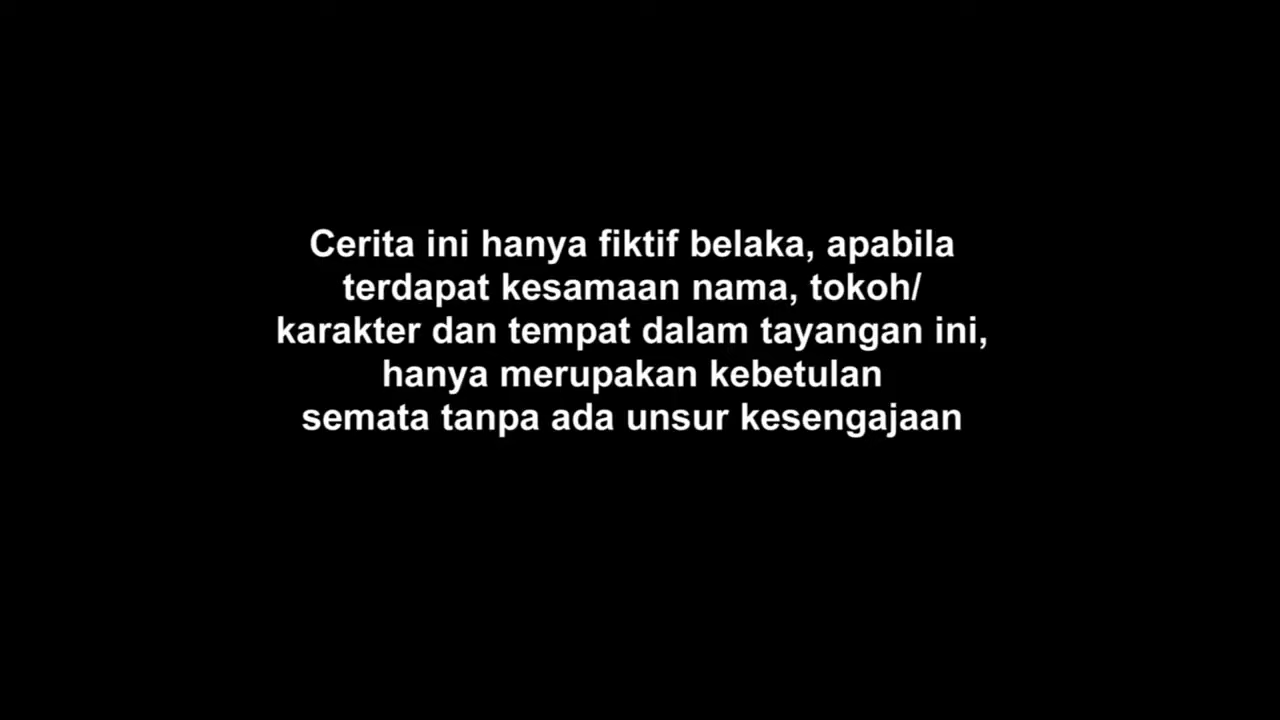 Cerita ini hanya fiktif belaka, apabila
terdapat kesamaan nama, tokoh/
karakter dan tempat dalam tayangan ini,
hanya merupakan kebetulan
semata tanpa ada unsur kesengajaan